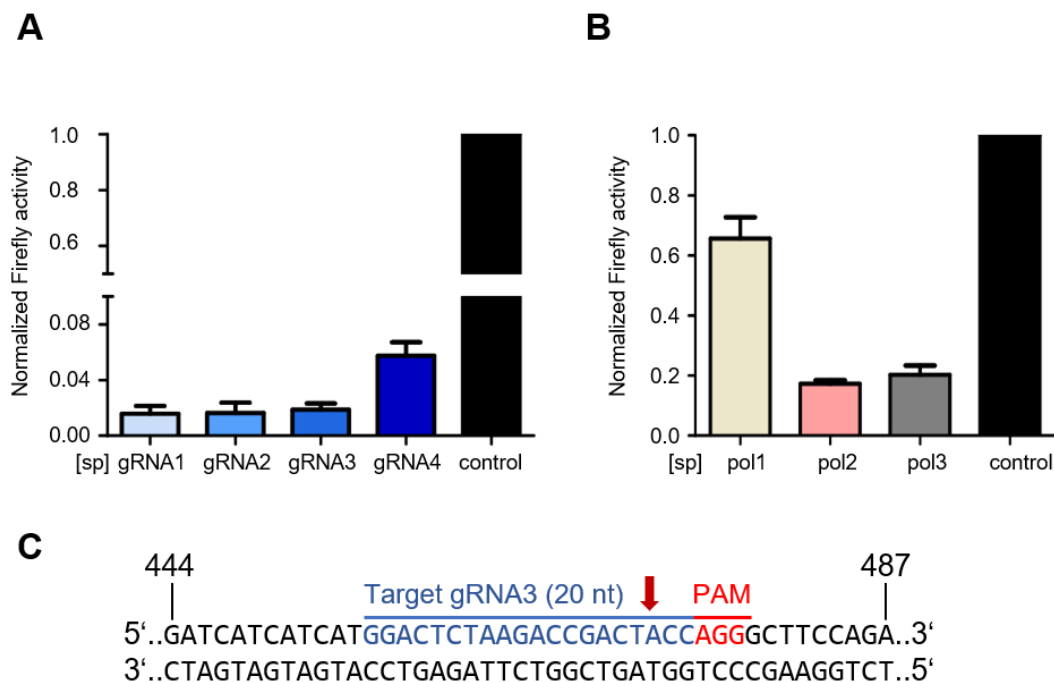 A
Normalized Firefly activity
1.0
0.8
0.6
0.08
0.04
0.00
[sp] gRNA1 gRNA2 gRNA3 gRNA4 control
B
Normalized Firefly activity
1.0
0.8
0.6
0.4
0.2
0.0
[sp] pol1 pol2 pol3 control
C
444 487
Target gRNA3 (20 nt) PAM
5‘..GATCATCATCATGGACTCTAAGACCGACTACCAGGGCTTCCAGA..3‘
3‘..CTAGTAGTAGTACCTGAGATTCTGGCTGATGGTCCCGAAGGTCT..5‘